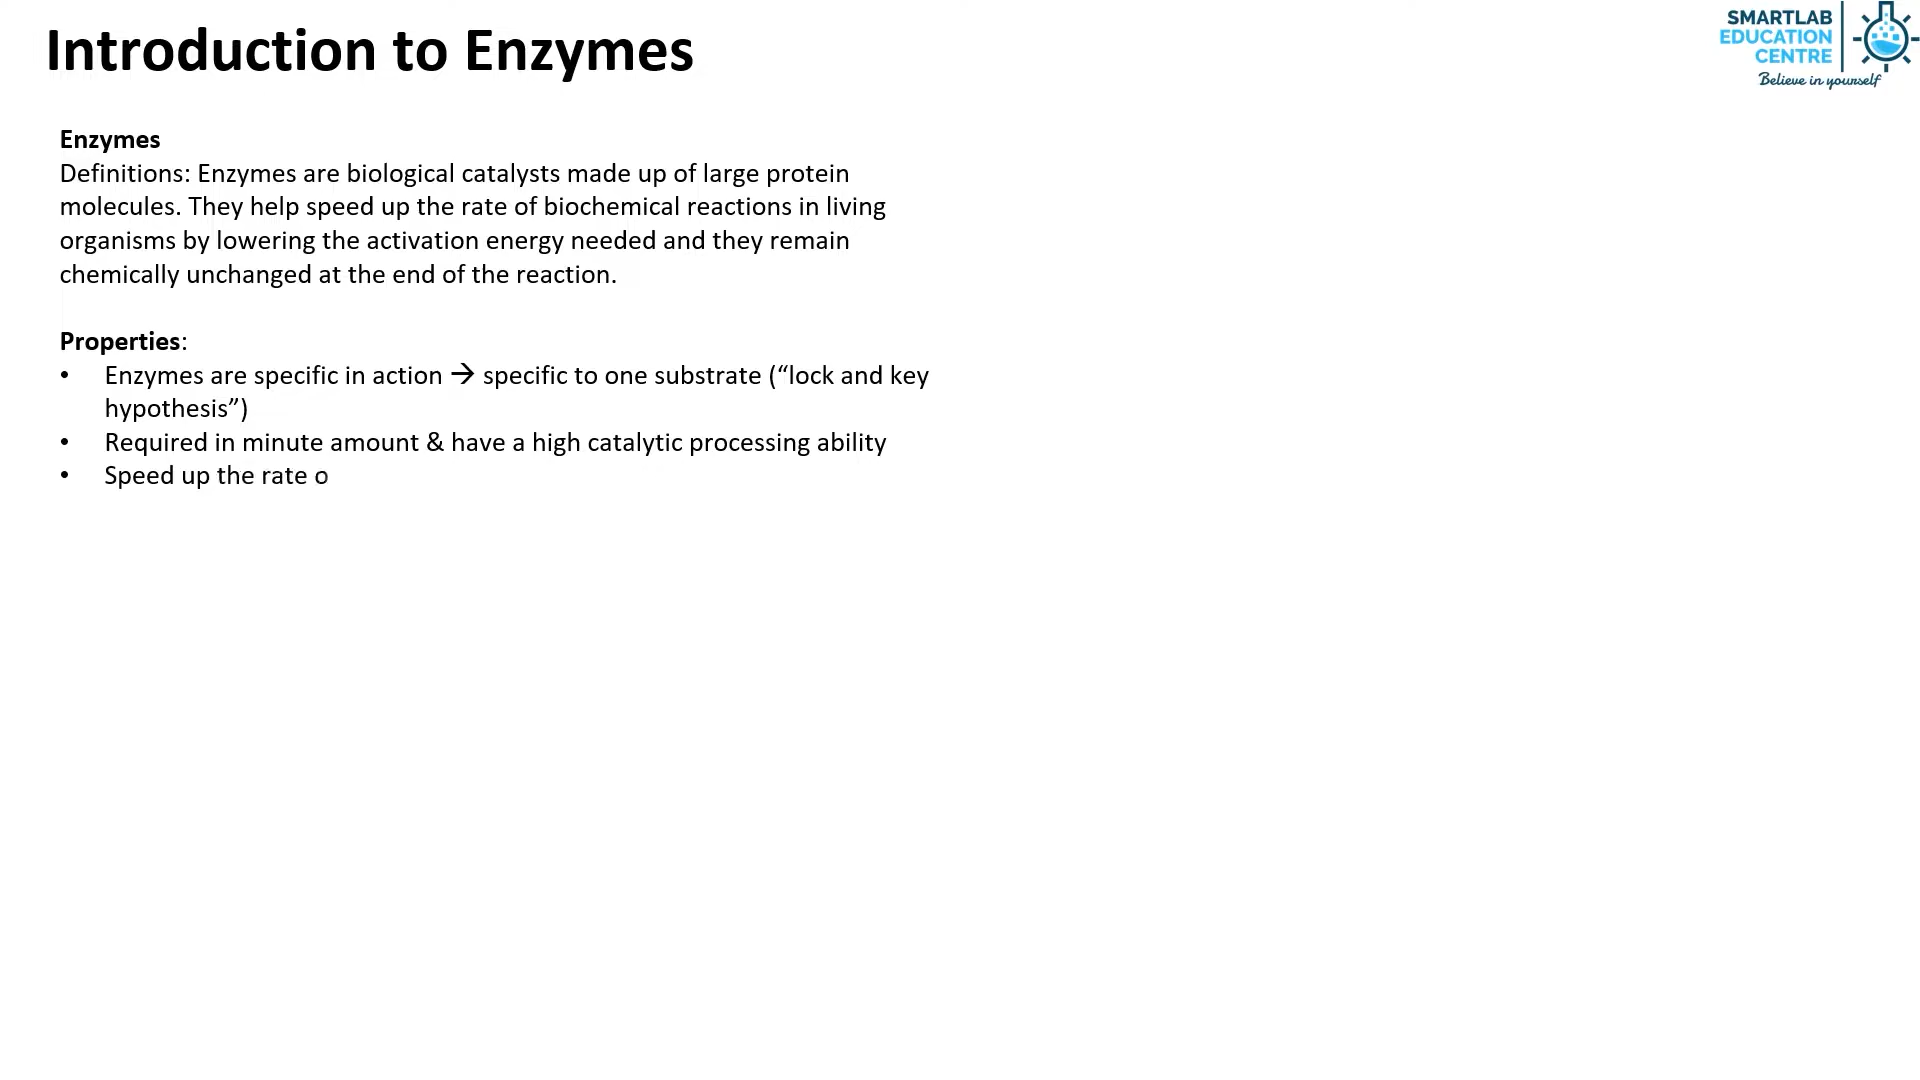 Introduction to Enzymes
SMARTLAB
EDUCATION
CENTRE
Believe in yourself
Enzymes
Definitions: Enzymes are biological catalysts made up of large protein
molecules. They help speed up the rate of biochemical reactions in living
organisms by lowering the activation energy needed and they remain
chemically unchanged at the end of the reaction.
Properties:
• Enzymes are specific in action → specific to one substrate (“lock and key
hypothesis”)
• Required in minute amount & have a high catalytic processing ability
• Speed up the rate o